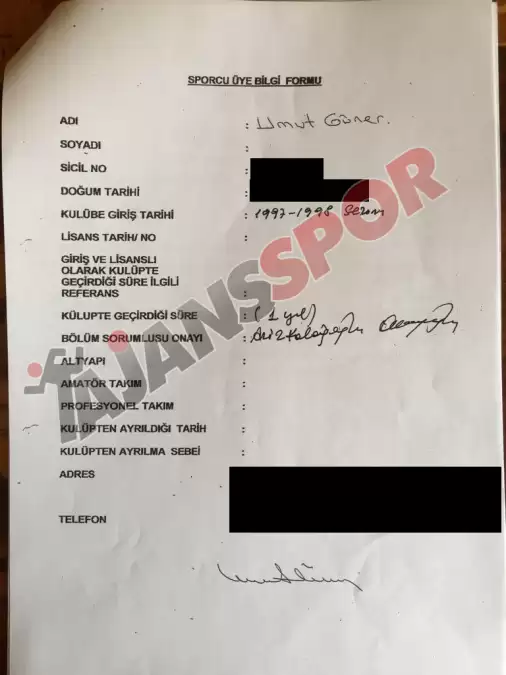 SPORCU ÜYE BİLGİ FORMU
ADI : Umut Güner.
SOYADI :
SİCİL NO
DOĞUM TARİHİ
KULÜBE GİRİŞ TARİHİ : 1997-1998 Sezonu
LİSANS TARİH/ NO :
GİRİŞ VE LİSANSLI
OLARAK KULÜPTE
GEÇİRDİĞİ SÜRE İLGİLİ
REFERANS :
KÜLUPTE GEÇİRDİĞİ SÜRE : (1 yıl)
BÖLÜM SORUMLUSU ONAYI :
ALTYAPI :
AMATÖR TAKIM :
PROFESYONEL TAKIM :
KULÜPTEN AYRILDIĞI TARİH :
KULÜPTEN AYRILMA SEBEİ :
ADRES
TELEFON
AJANSSPOR